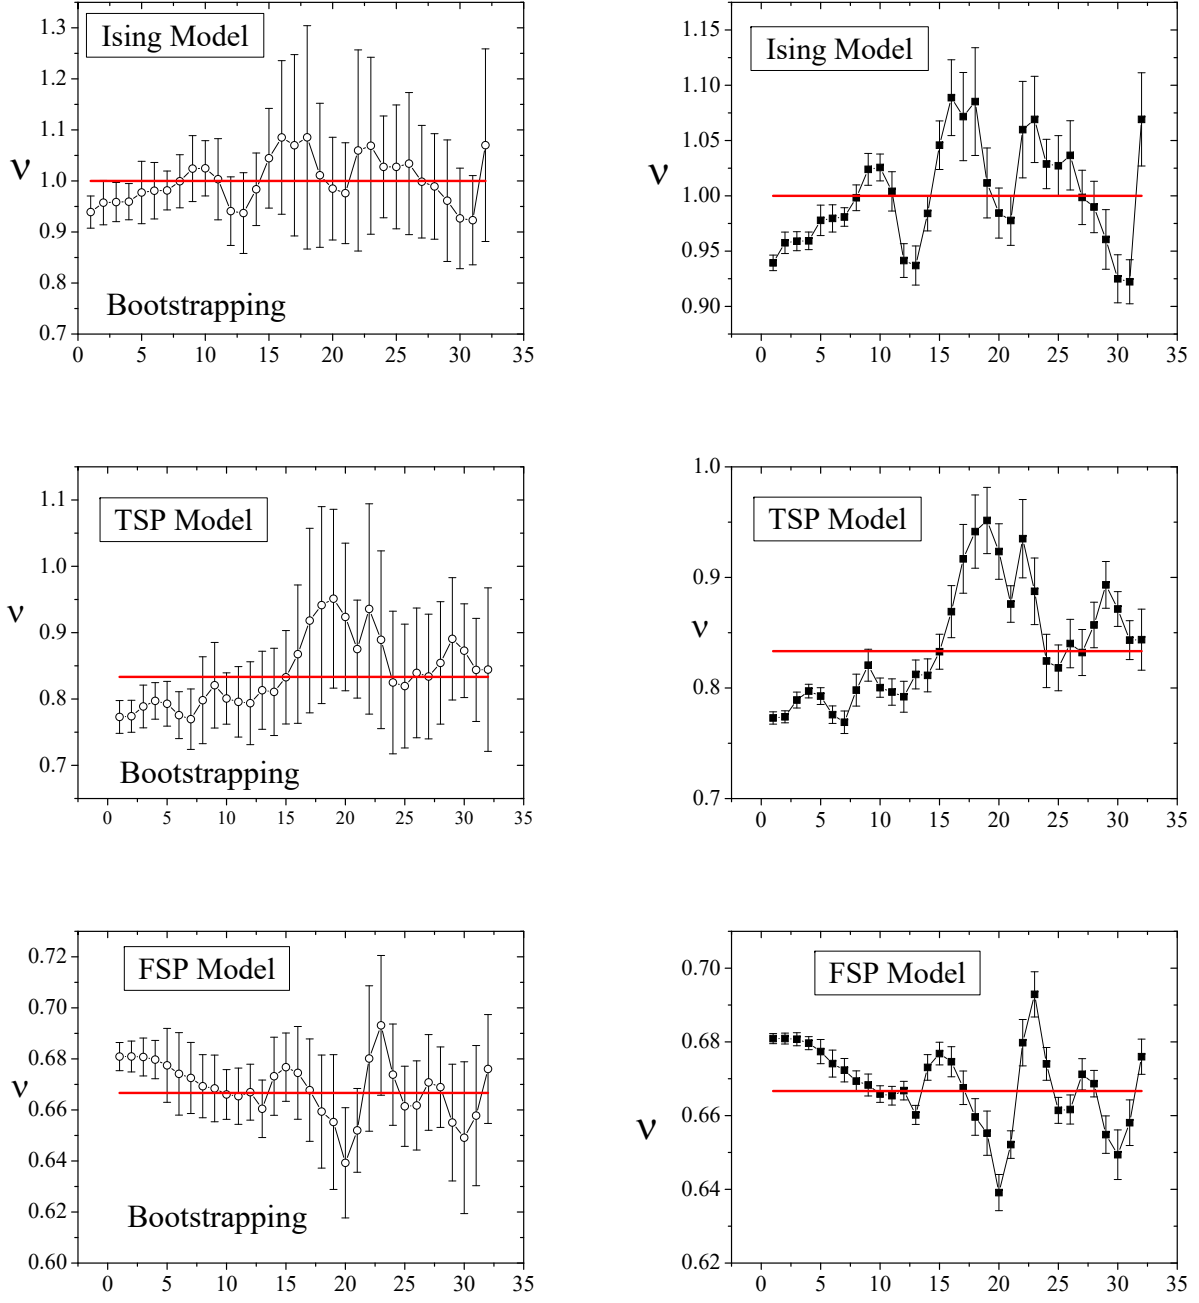 Ising Model
Bootstrapping
ν
1.3
1.2
1.1
1.0
0.9
0.8
0.7
0 5 10 15 20 25 30 35
Ising Model
ν
1.15
1.10
1.05
1.00
0.95
0.90
0 5 10 15 20 25 30 35
TSP Model
Bootstrapping
ν
1.1
1.0
0.9
0.8
0.7
0 5 10 15 20 25 30 35
TSP Model
ν
1.0
0.9
0.8
0.7
0 5 10 15 20 25 30 35
FSP Model
Bootstrapping
ν
0.72
0.70
0.68
0.66
0.64
0.62
0.60
0 5 10 15 20 25 30 35
FSP Model
ν
0.70
0.68
0.66
0.64
0.62
0 5 10 15 20 25 30 35